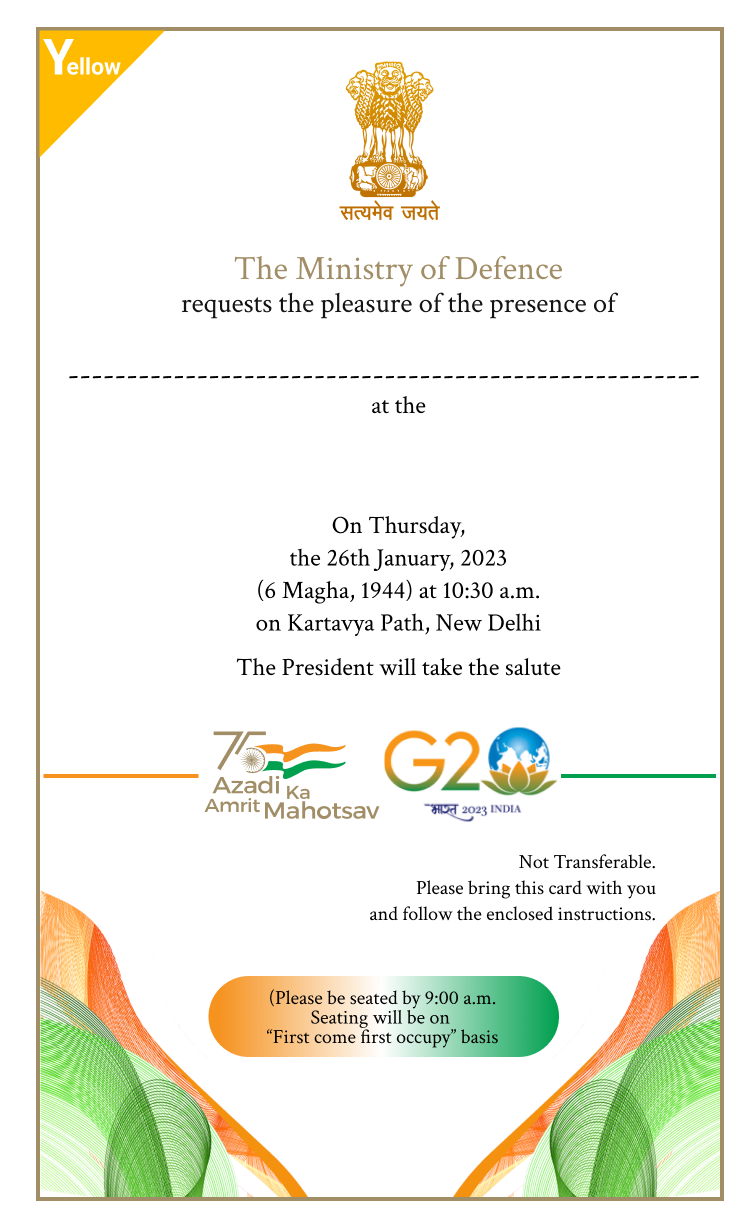 Yellow
सत्यमेव जयते
The Ministry of Defence
requests the pleasure of the presence of
at the
On Thursday,
the 26th January, 2023
(6 Magha, 1944) at 10:30 a.m.
on Kartavya Path, New Delhi
The President will take the salute
75
Azadi Ka
Amrit Mahotsav
G20
भारत 2023 INDIA
Not Transferable.
Please bring this card with you
and follow the enclosed instructions.
(Please be seated by 9:00 a.m.
Seating will be on
“First come first occupy” basis